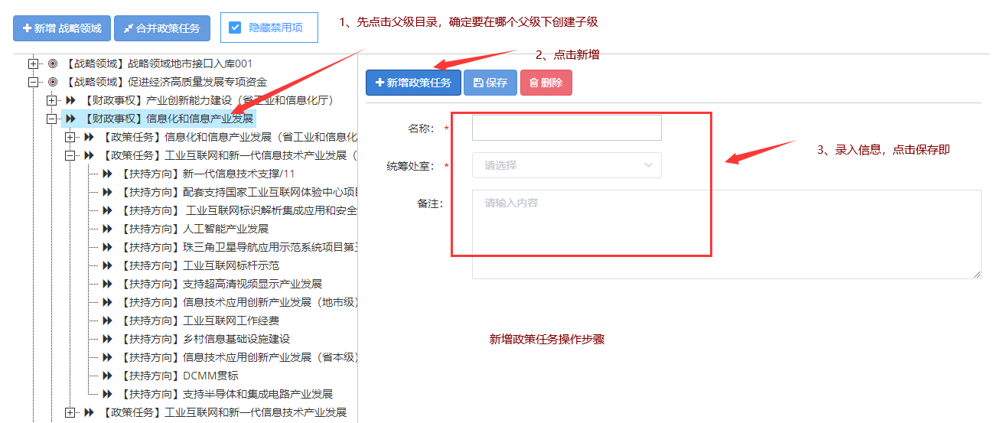 新增 战略领域
合并政策任务
隐藏禁用项
1、先点击父级目录，确定要在哪个父级下创建子级
2、点击新增
【战略领域】战略领域地市接口入库001
【战略领域】促进经济高质量发展专项资金
【财政事权】产业创新能力建设（省工业和信息化厅）
【财政事权】信息化和信息产业发展
【政策任务】信息化和信息产业发展（省工业和信息化
【政策任务】工业互联网和新一代信息技术产业发展（
【扶持方向】新一代信息技术支撑/11
【扶持方向】配套支持国家工业互联网体验中心项目
【扶持方向】 工业互联网标识解析集成应用和安全
【扶持方向】人工智能产业发展
【扶持方向】珠三角卫星导航应用示范系统项目第五
【扶持方向】工业互联网标杆示范
【扶持方向】支持超高清视频显示产业发展
【扶持方向】信息技术应用创新产业发展（地市级）
【扶持方向】工业互联网工作经费
【扶持方向】乡村信息基础设施建设
【扶持方向】信息技术应用创新产业发展（省本级）
【扶持方向】DCMM贯标
【扶持方向】支持半导体和集成电路产业发展
【政策任务】工业互联网和新一代信息技术产业发展
新增政策任务
保存
删除
名称： *
统筹处室： *
请选择
备注：
请输入内容
3、录入信息，点击保存即
新增政策任务操作步骤